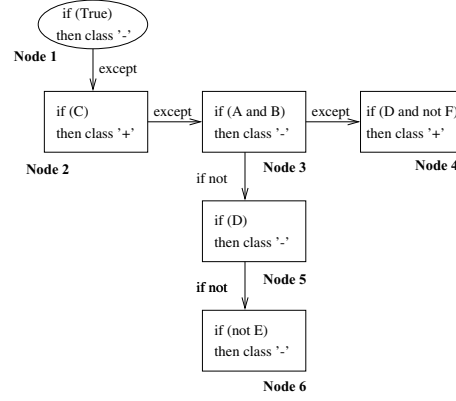 if (True)
then class '-'
Node 1
except
if (C)
then class '+'
Node 2
except
if (A and B)
then class '-'
Node 3
except
if (D and not F)
then class '+'
Node 4
if not
if (D)
then class '-'
Node 5
if not
if (not E)
then class '-'
Node 6